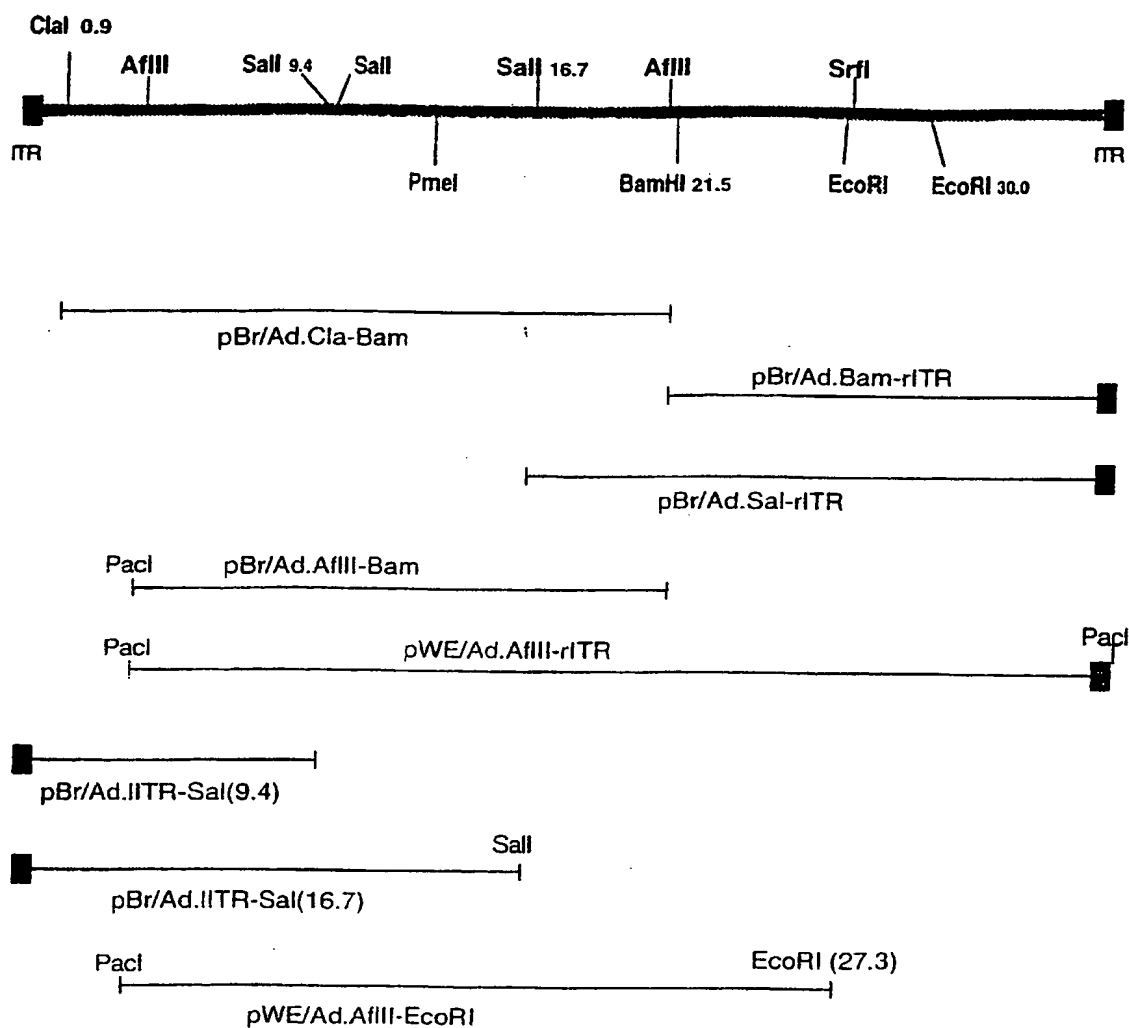 ClaI 0.9
AflII SalI 9.4 SalI SalI 16.7 AflII SrfI
ITR ITR
PmeI BamHI 21.5 EcoRI EcoRI 30.0
pBr/Ad.Cla-Bam
pBr/Ad.Bam-rITR
pBr/Ad.Sal-rITR
PacI pBr/Ad.AflII-Bam
PacI pWE/Ad.AflII-rITR PacI
pBr/Ad.lITR-Sal(9.4)
SalI
pBr/Ad.lITR-Sal(16.7)
PacI EcoRI (27.3)
pWE/Ad.AflII-EcoRI